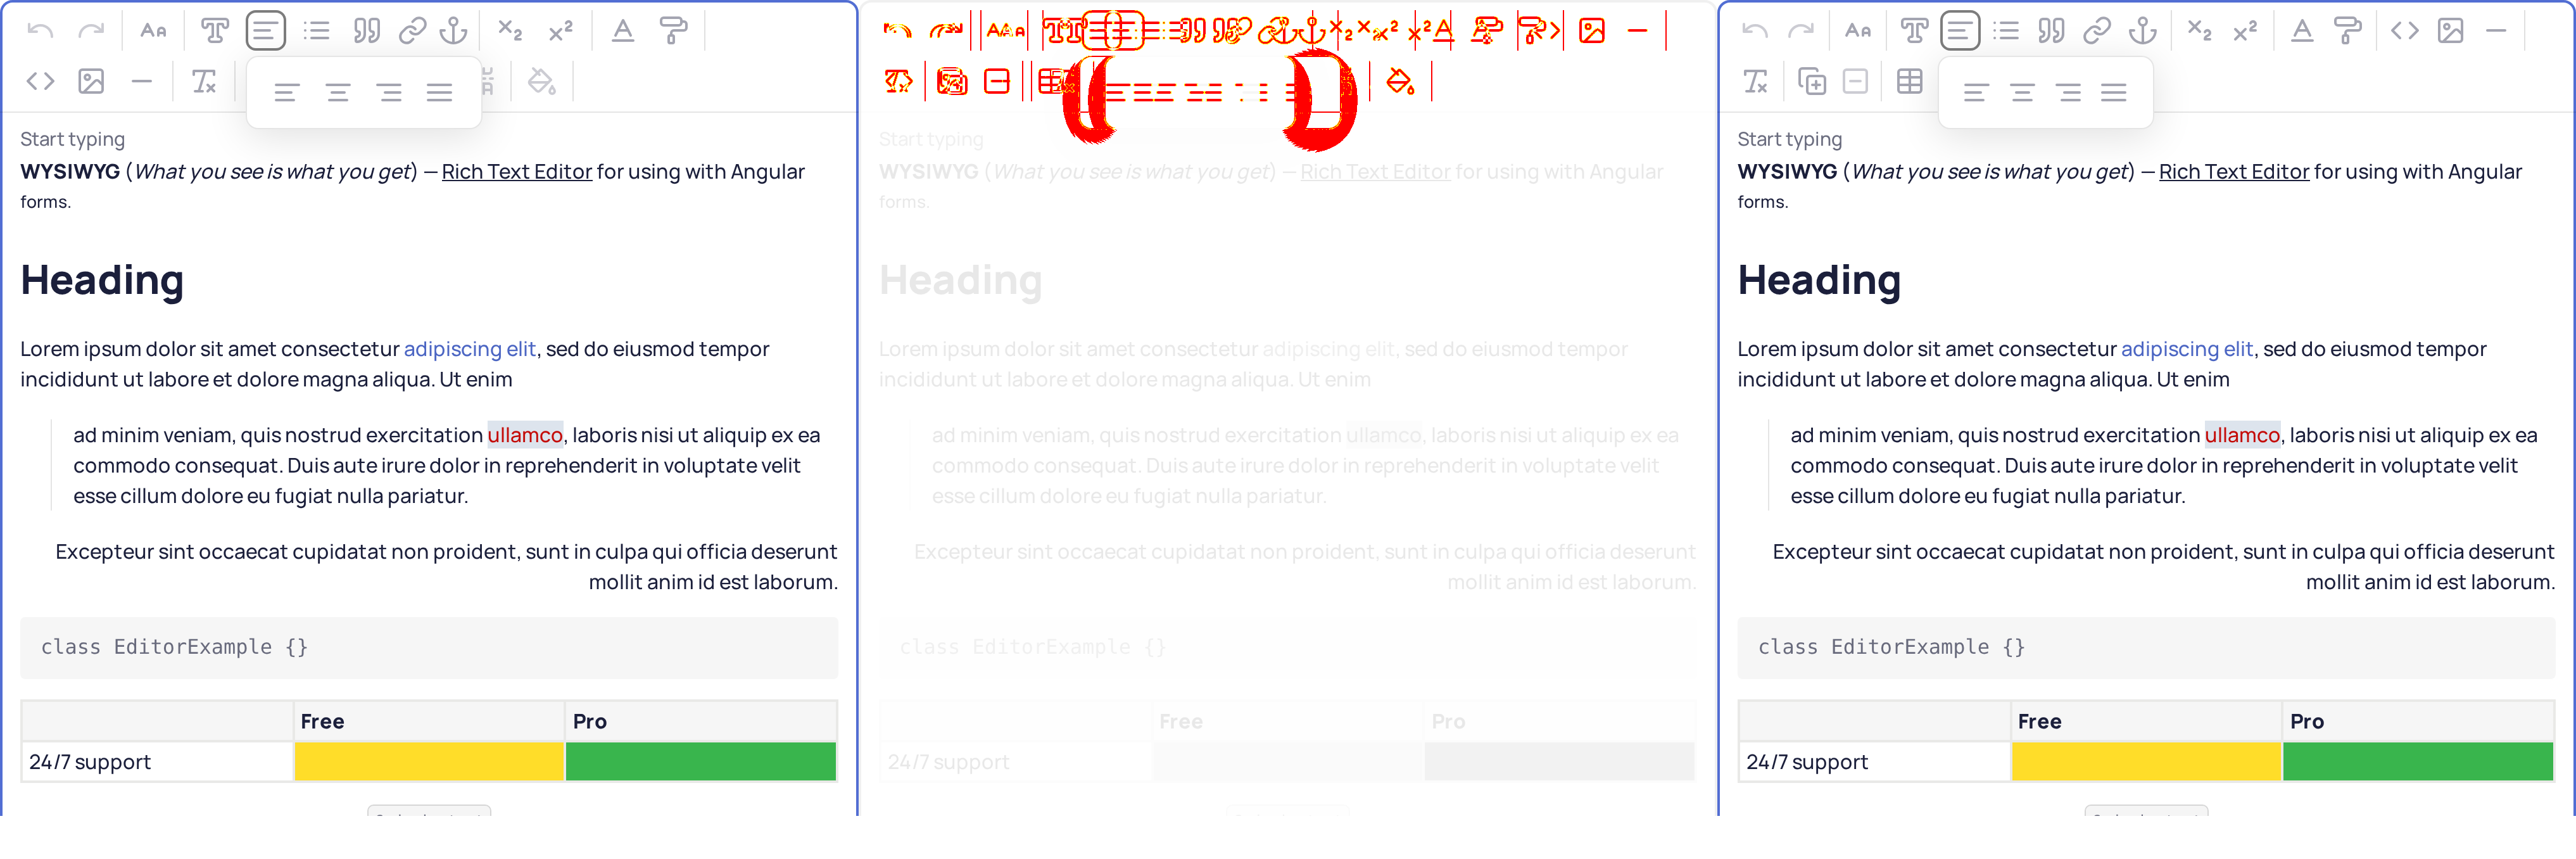 Start typing
WYSIWYG (What you see is what you get) — Rich Text Editor for using with Angular
forms.
Heading
Lorem ipsum dolor sit amet consectetur adipiscing elit, sed do eiusmod tempor
incididunt ut labore et dolore magna aliqua. Ut enim
ad minim veniam, quis nostrud exercitation ullamco, laboris nisi ut aliquip ex ea
commodo consequat. Duis aute irure dolor in reprehenderit in voluptate velit
esse cillum dolore eu fugiat nulla pariatur.
Excepteur sint occaecat cupidatat non proident, sunt in culpa qui officia deserunt
mollit anim id est laborum.
class EditorExample {}
Free Pro
24/7 support
Start typing
WYSIWYG (What you see is what you get) — Rich Text Editor for using with Angular
forms.
Heading
Lorem ipsum dolor sit amet consectetur adipiscing elit, sed do eiusmod tempor
incididunt ut labore et dolore magna aliqua. Ut enim
ad minim veniam, quis nostrud exercitation ullamco, laboris nisi ut aliquip ex ea
commodo consequat. Duis aute irure dolor in reprehenderit in voluptate velit
esse cillum dolore eu fugiat nulla pariatur.
Excepteur sint occaecat cupidatat non proident, sunt in culpa qui officia deserunt
mollit anim id est laborum.
class EditorExample {}
Free Pro
24/7 support
Start typing
WYSIWYG (What you see is what you get) — Rich Text Editor for using with Angular
forms.
Heading
Lorem ipsum dolor sit amet consectetur adipiscing elit, sed do eiusmod tempor
incididunt ut labore et dolore magna aliqua. Ut enim
ad minim veniam, quis nostrud exercitation ullamco, laboris nisi ut aliquip ex ea
commodo consequat. Duis aute irure dolor in reprehenderit in voluptate velit
esse cillum dolore eu fugiat nulla pariatur.
Excepteur sint occaecat cupidatat non proident, sunt in culpa qui officia deserunt
mollit anim id est laborum.
class EditorExample {}
Free Pro
24/7 support